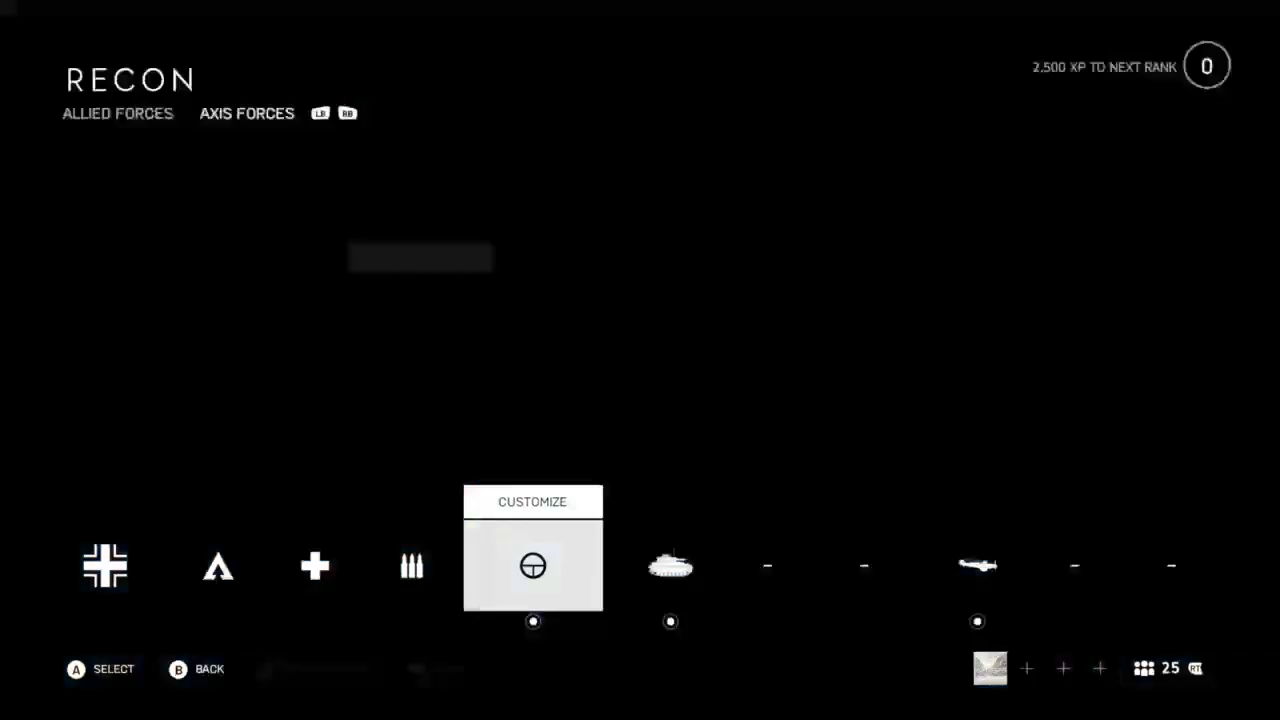 RECON
2,500 XP TO NEXT RANK 0
ALLIED FORCES AXIS FORCES LB RB
CUSTOMIZE
A SELECT B BACK 25 RT